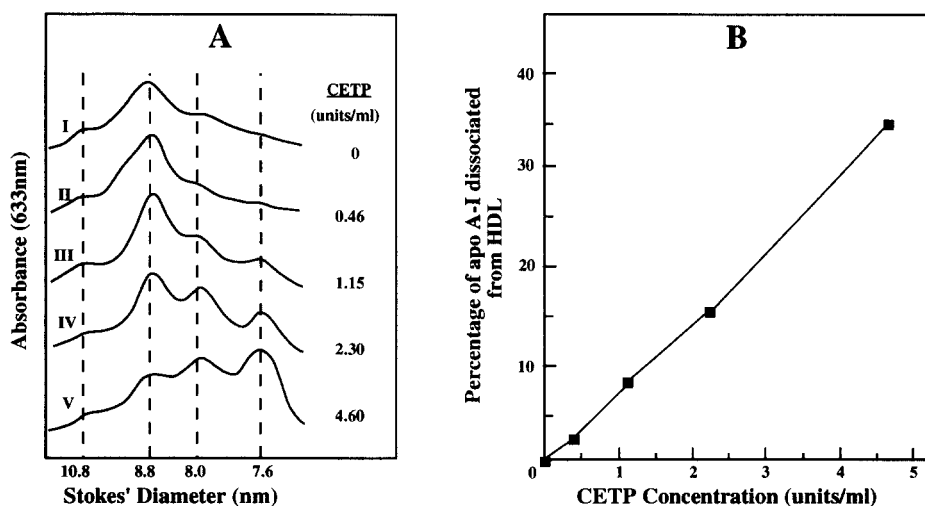 A
CETP
(units/ml)
I
0
II
0.46
III
1.15
IV
2.30
V
4.60
10.8 8.8 8.0 7.6
Stokes' Diameter (nm)
Absorbance (633nm)
B
40
30
20
10
0
0 1 2 3 4 5
CETP Concentration (units/ml)
Percentage of apo A-I dissociated
from HDL